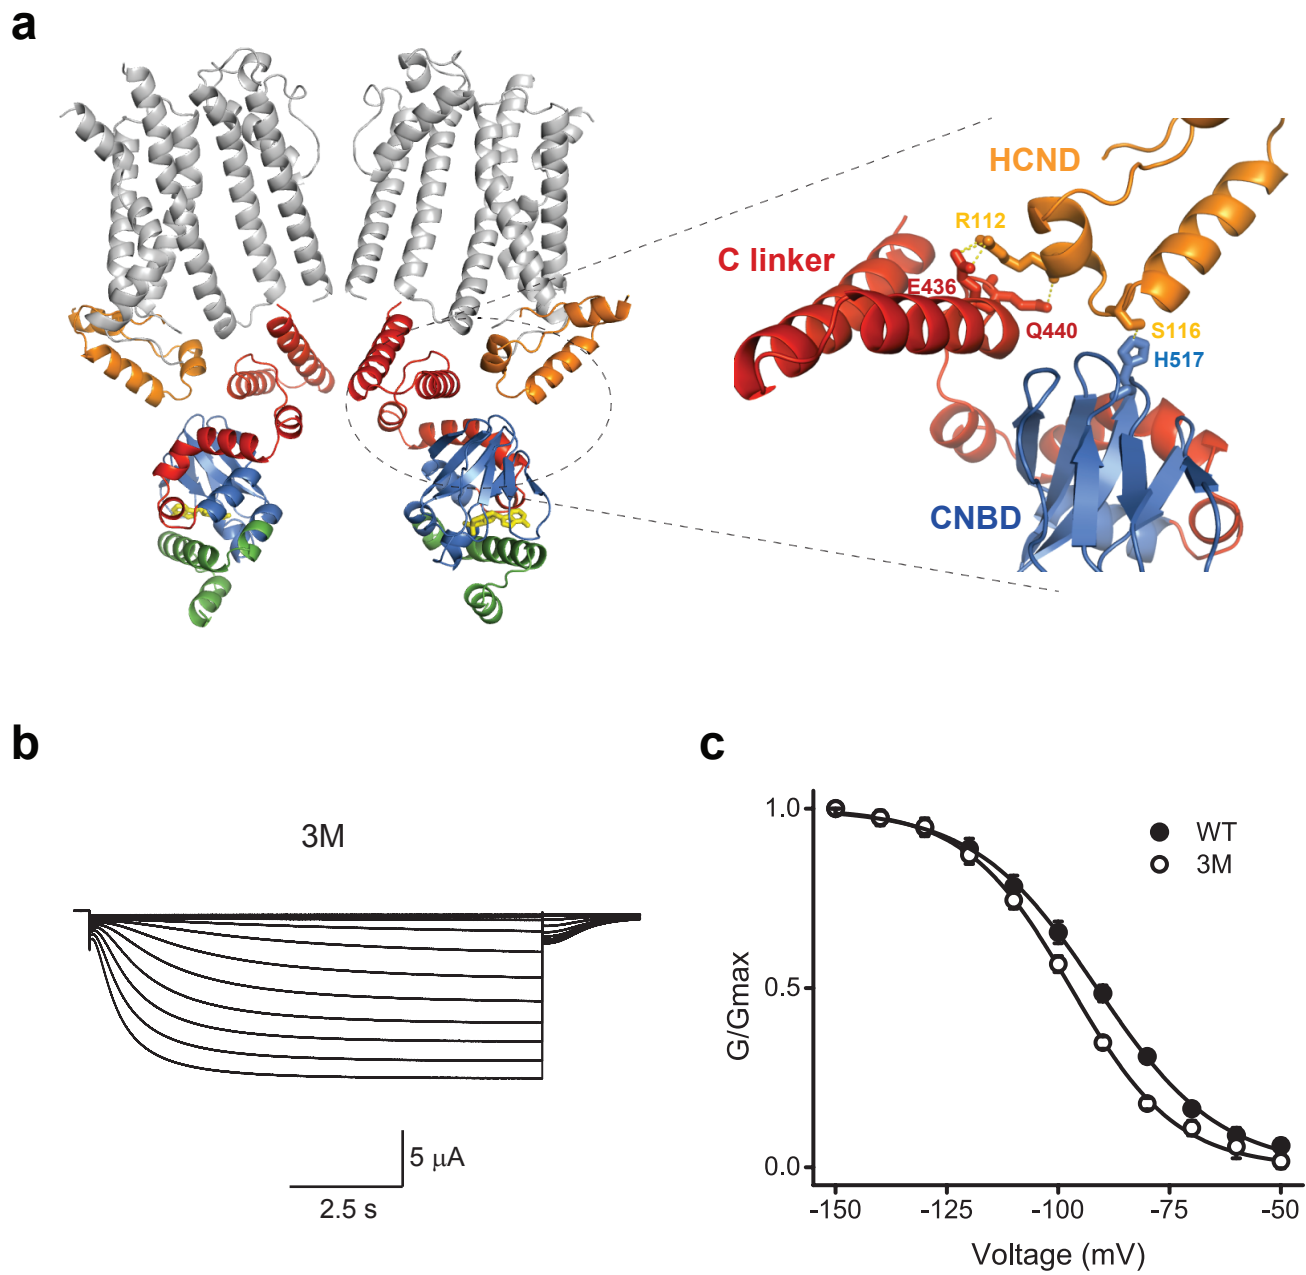 a
HCND
R112
C linker
E436
Q440
S116
H517
CNBD
b
3M
5 μA
2.5 s
c
1.0
0.5
0.0
G/Gmax
WT
3M
-150 -125 -100 -75 -50
Voltage (mV)